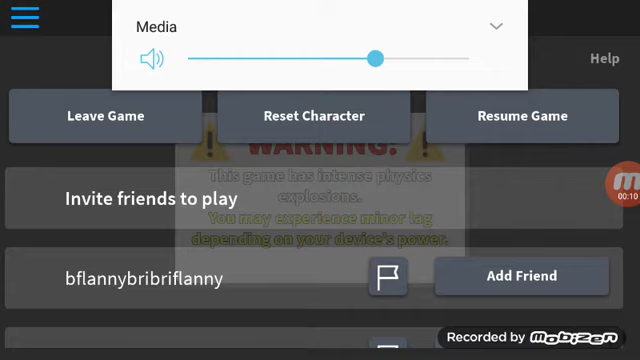 Media
Help
Leave Game
Reset Character
Resume Game
WARNING!
This game has intense physics
explosions.
You may experience minor lag
depending on your device's power.
Invite friends to play
00:10
bflannybribriflanny
Add Friend
Recorded by mobizen